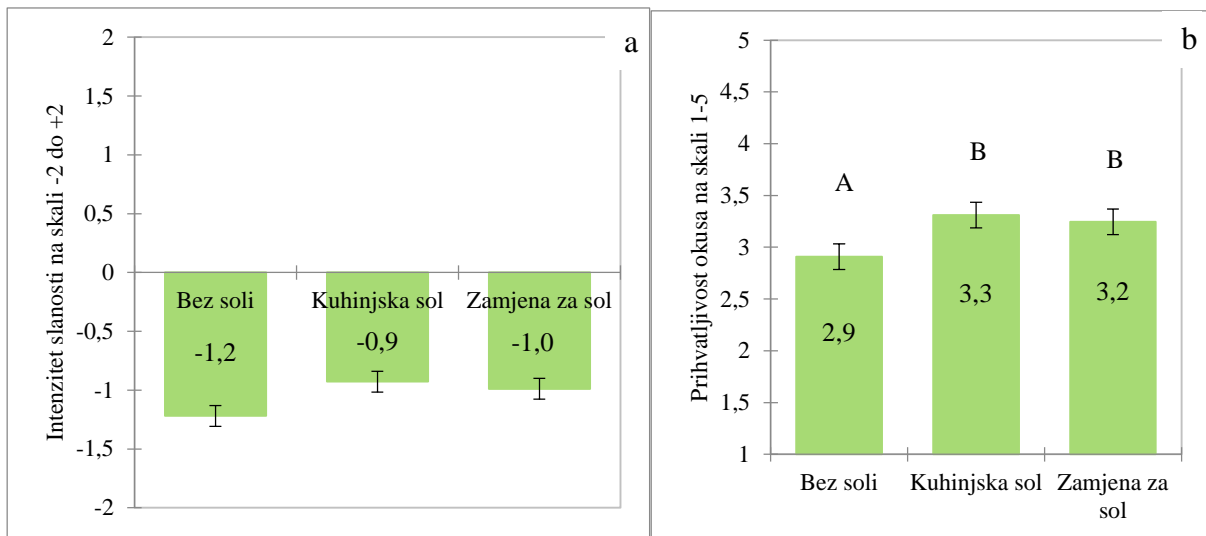 a
Intenzitet slanosti na skali -2 do +2
2
1,5
1
0,5
0
-0,5
-1
-1,5
-2
Bez soli
Kuhinjska sol
Zamjena za sol
-1,2
-0,9
-1,0
b
Prihvatljivost okusa na skali 1-5
5
4,5
4
3,5
3
2,5
2
1,5
1
A
B
B
2,9
3,3
3,2
Bez soli
Kuhinjska sol
Zamjena za
sol